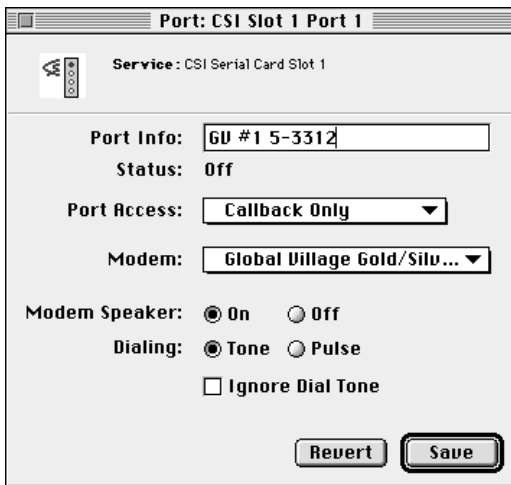 Port: CSI Slot 1 Port 1
Service: CSI Serial Card Slot 1
Port Info: GV #1 5-3312
Status: Off
Port Access: Callback Only
Modem: Global Village Gold/Silv...
Modem Speaker: On Off
Dialing: Tone Pulse
Ignore Dial Tone
Revert Save